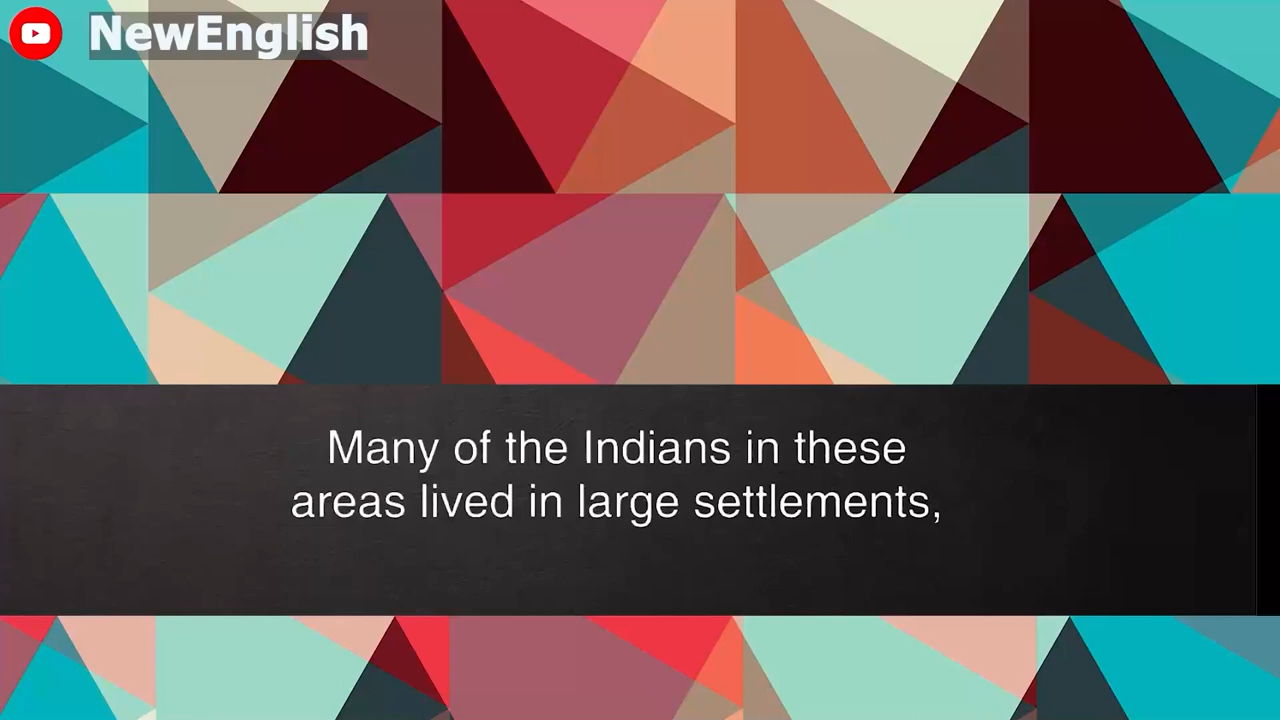 NewEnglish
Many of the Indians in these
areas lived in large settlements,